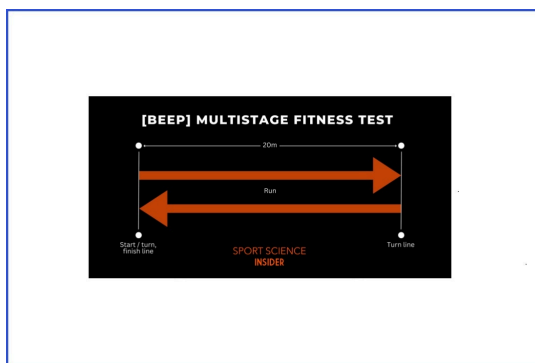 [BEEP] MULTISTAGE FITNESS TEST
20m
Run
Start / turn,
finish line
Turn line
SPORT SCIENCE
INSIDER